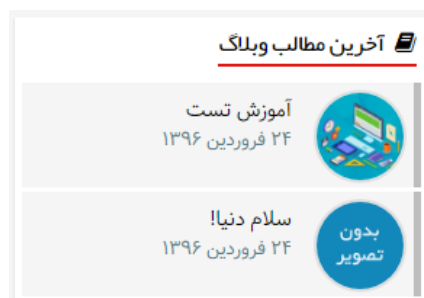 آخرین مطالب وبلاگ
آموزش تست
۲۴ فروردین ۱۳۹۶
سلام دنیا!
۲۴ فروردین ۱۳۹۶
بدون
تصویر